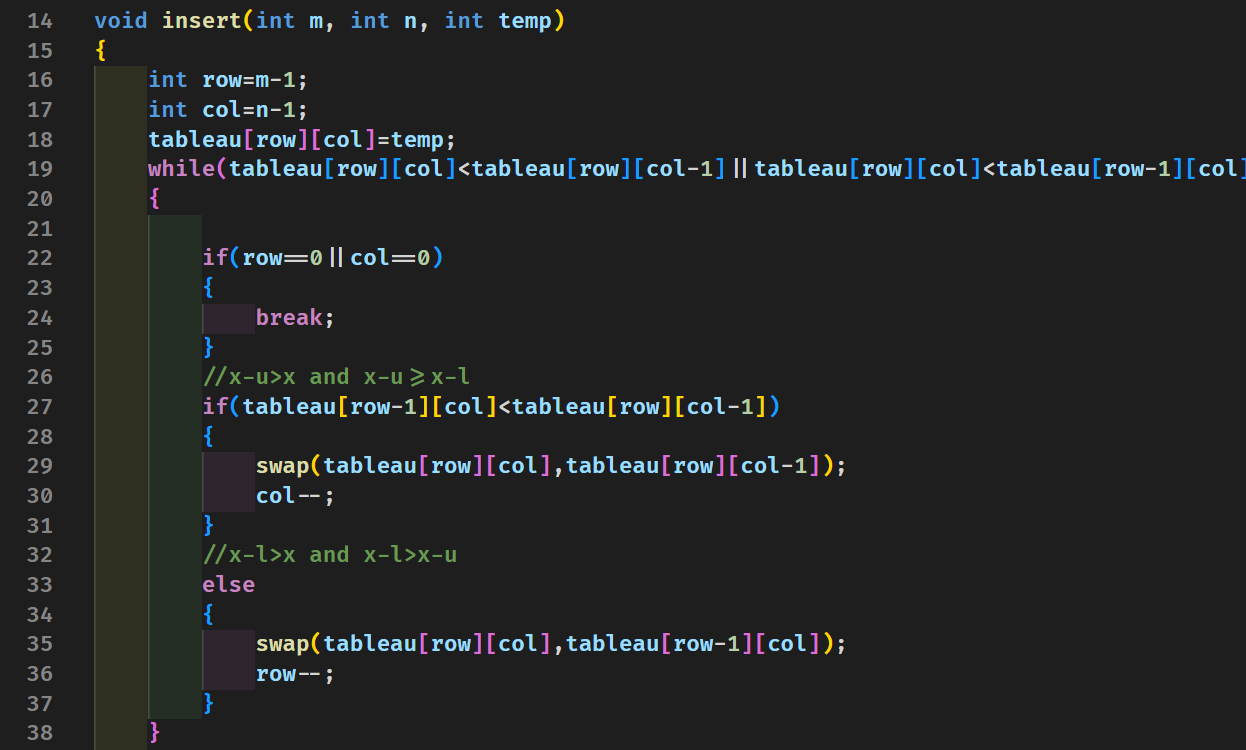 14 void insert(int m, int n, int temp)
15 {
16 int row=m-1;
17 int col=n-1;
18 tableau[row][col]=temp;
19 while(tableau[row][col]<tableau[row][col-1]||tableau[row][col]<tableau[row-1][col]
20 {
21
22 if(row==0||col==0)
23 {
24 break;
25 }
26 //x-u>x and x-u>=x-l
27 if(tableau[row-1][col]<tableau[row][col-1])
28 {
29 swap(tableau[row][col],tableau[row][col-1]);
30 col--;
31 }
32 //x-l>x and x-l>x-u
33 else
34 {
35 swap(tableau[row][col],tableau[row-1][col]);
36 row--;
37 }
38 }